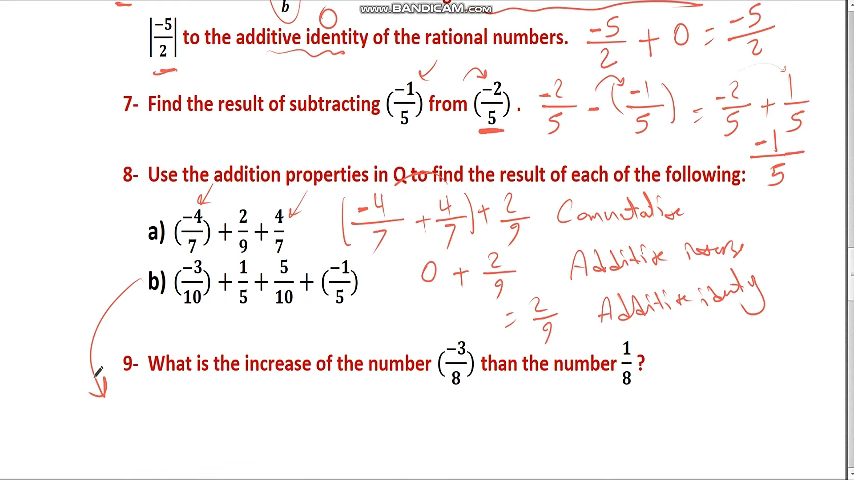 www.BANDICAM.com
b 0
|-5/2| to the additive identity of the rational numbers. -5/2 + 0 = -5/2
7- Find the result of subtracting (-1/5) from (-2/5) . -2/5 - (-1/5) = -2/5 + 1/5
-1/5
8- Use the addition properties in Q to find the result of each of the following:
a) (-4/7) + 2/9 + 4/7 (-4/7 + 4/7) + 2/9 Commutative
b) (-3/10) + 1/5 + 5/10 + (-1/5) 0 + 2/9 Additive inverse
= 2/9 Additive identy
9- What is the increase of the number (-3/8) than the number 1/8 ?